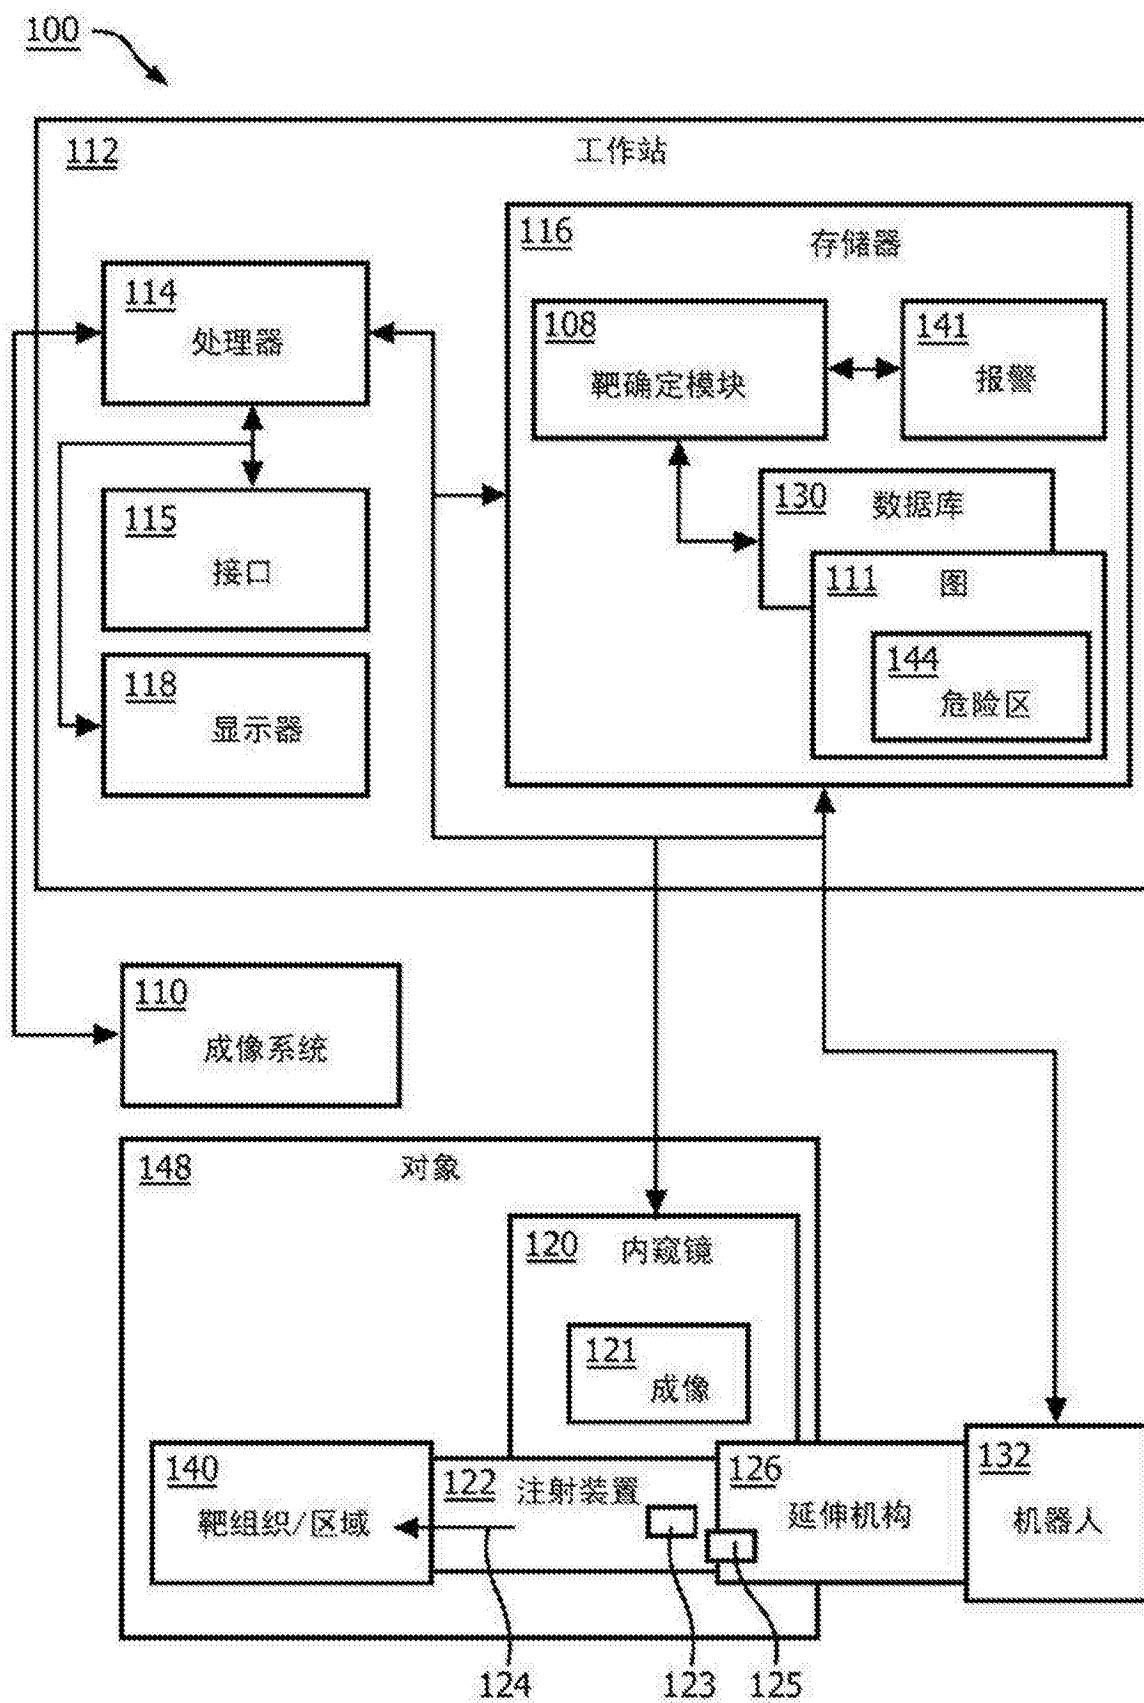 100
112 工作站
116 存储器
114 处理器
108 靶确定模块
141 报警
130 数据库
115 接口
111 图
144 危险区
118 显示器
110 成像系统
148 对象
120 内窥镜
121 成像
140 靶组织/区域
122 注射装置
126 延伸机构
132 机器人
124 123 125